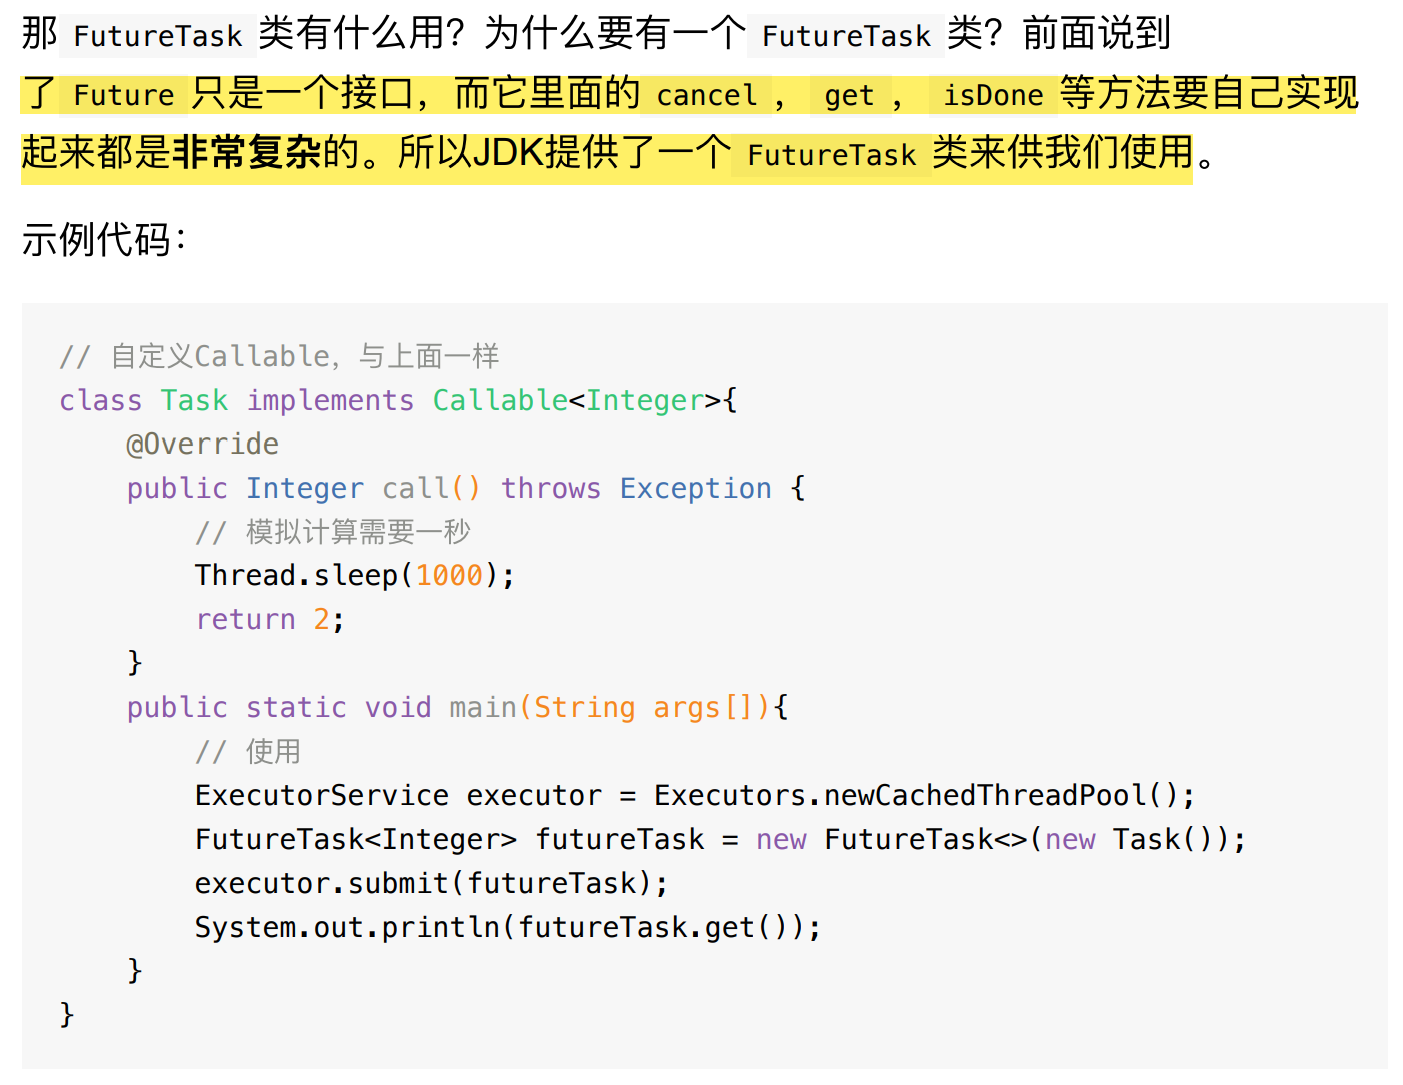 那 FutureTask 类有什么用？为什么要有一个 FutureTask 类？前面说到
了 Future 只是一个接口，而它里面的 cancel ， get ， isDone 等方法要自己实现
起来都是非常复杂的。所以JDK提供了一个 FutureTask 类来供我们使用。
示例代码：
// 自定义Callable，与上面一样
class Task implements Callable<Integer>{
    @Override
    public Integer call() throws Exception {
        // 模拟计算需要一秒
        Thread.sleep(1000);
        return 2;
    }
    public static void main(String args[]){
        // 使用
        ExecutorService executor = Executors.newCachedThreadPool();
        FutureTask<Integer> futureTask = new FutureTask<>(new Task());
        executor.submit(futureTask);
        System.out.println(futureTask.get());
    }
}